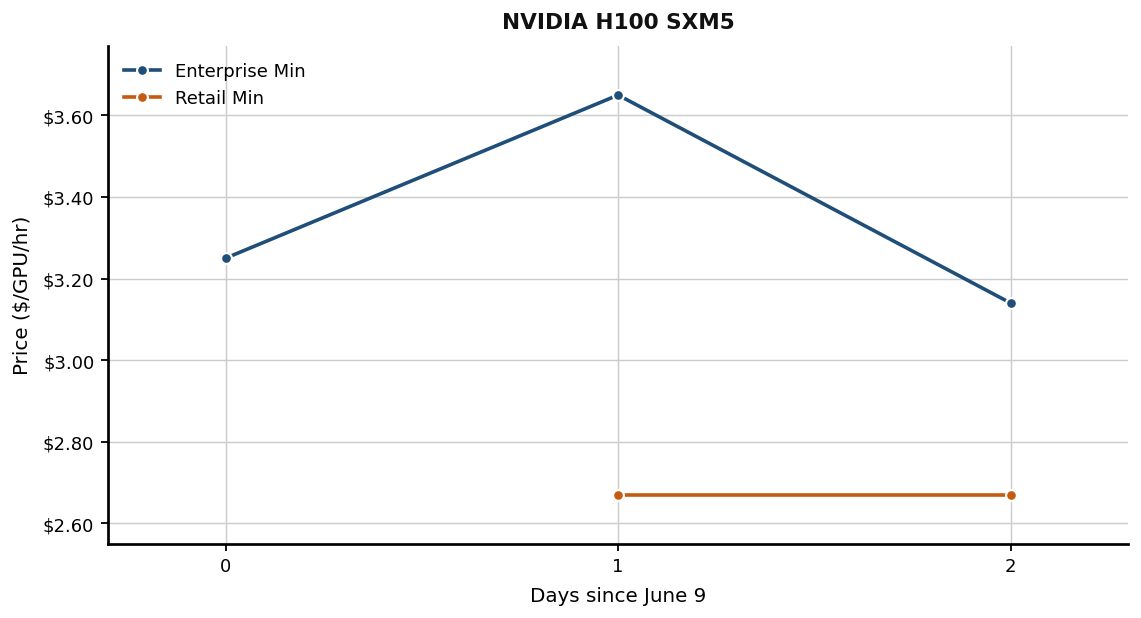 NVIDIA H100 SXM5
Enterprise Min
Retail Min
$3.60
$3.40
$3.20
$3.00
$2.80
$2.60
Price ($/GPU/hr)
0
1
2
Days since June 9